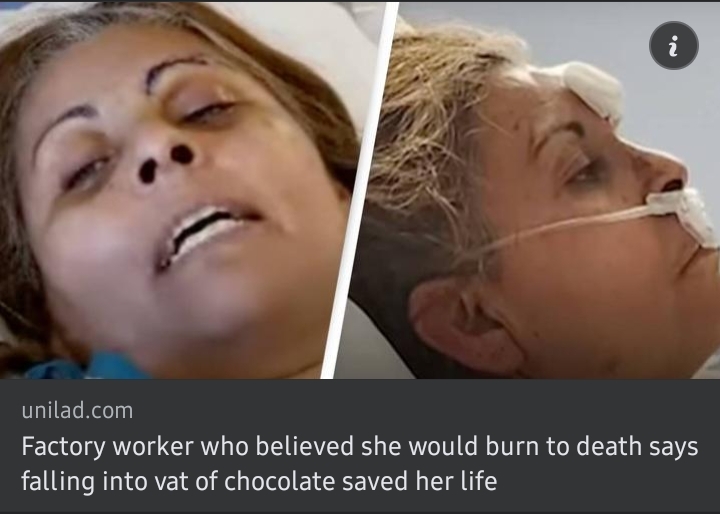 i
unilad.com
Factory worker who believed she would burn to death says
falling into vat of chocolate saved her life